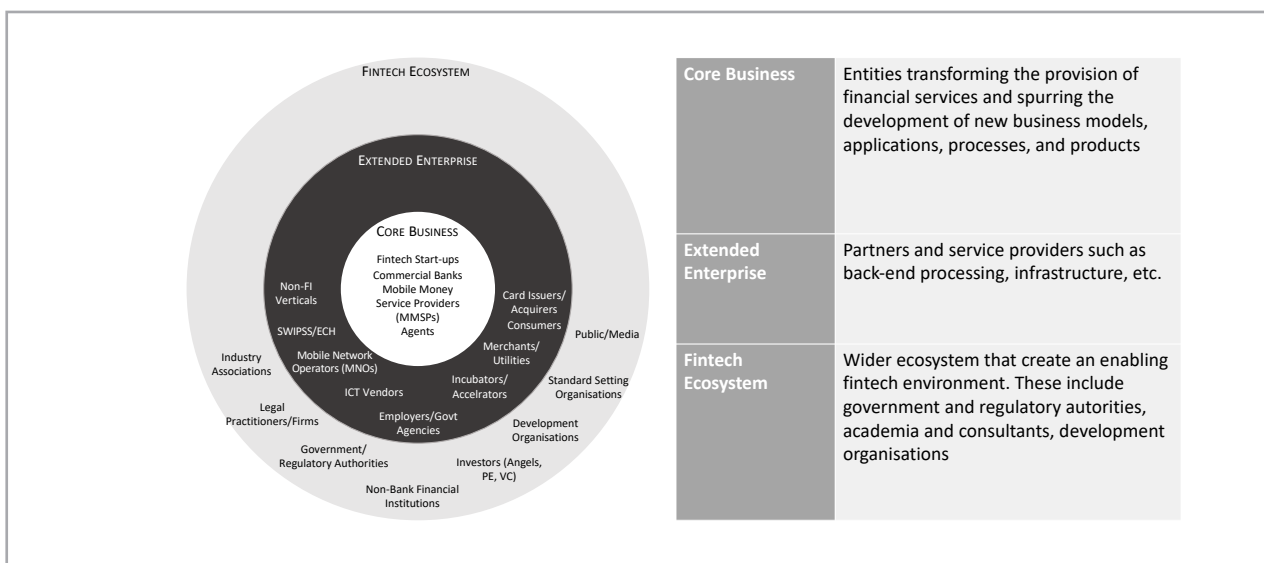 FINTECH ECOSYSTEM
EXTENDED ENTERPRISE
CORE BUSINESS
Fintech Start-ups
Commercial Banks
Mobile Money
Service Providers
(MMSPs)
Agents
Non-FI
Verticals
SWIPSS/ECH
Mobile Network
Operators (MNOs)
ICT Vendors
Employers/Govt
Agencies
Incubators/
Accelrators
Merchants/
Utilities
Card Issuers/
Acquirers
Consumers
Industry
Associations
Legal
Practitioners/Firms
Government/
Regulatory Authorities
Non-Bank Financial
Institutions
Investors (Angels,
PE, VC)
Development
Organisations
Standard Setting
Organisations
Public/Media
Core Business
Entities transforming the provision of
financial services and spurring the
development of new business models,
applications, processes, and products
Extended
Enterprise
Partners and service providers such as
back-end processing, infrastructure, etc.
Fintech
Ecosystem
Wider ecosystem that create an enabling
fintech environment. These include
government and regulatory autorities,
academia and consultants, development
organisations